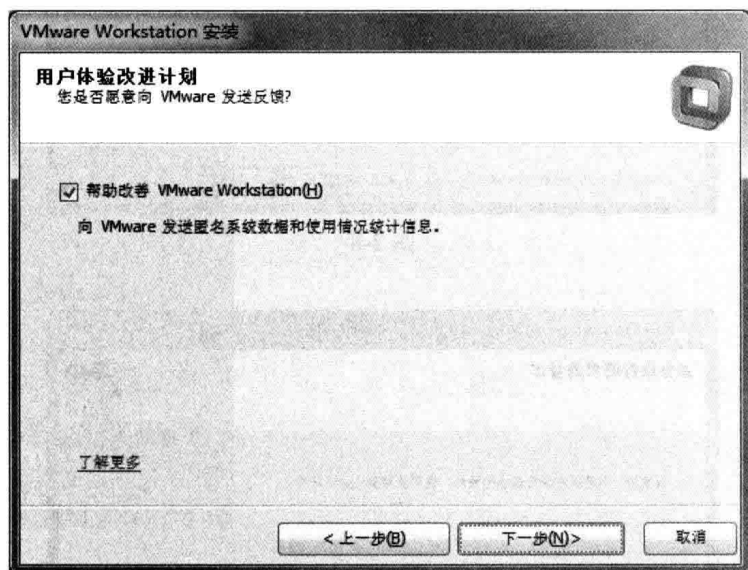 VMware Workstation 安装
用户体验改进计划
您是否愿意向 VMware 发送反馈?
帮助改善 VMware Workstation(H)
向 VMware 发送匿名系统数据和使用情况统计信息。
了解更多
< 上一步(B)
下一步(N)>
取消